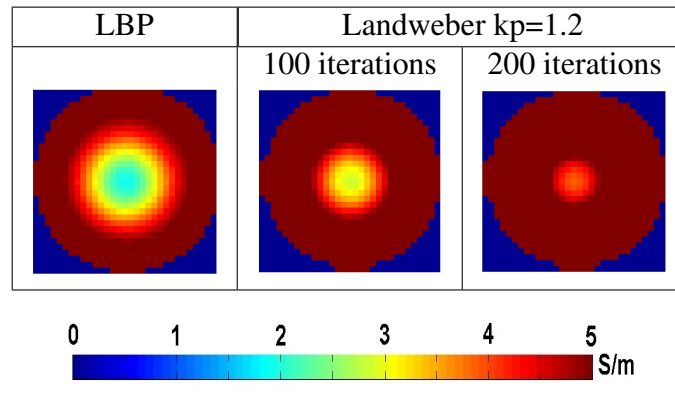 LBP
Landweber kp=1.2
100 iterations
200 iterations
0 1 2 3 4 5
S/m